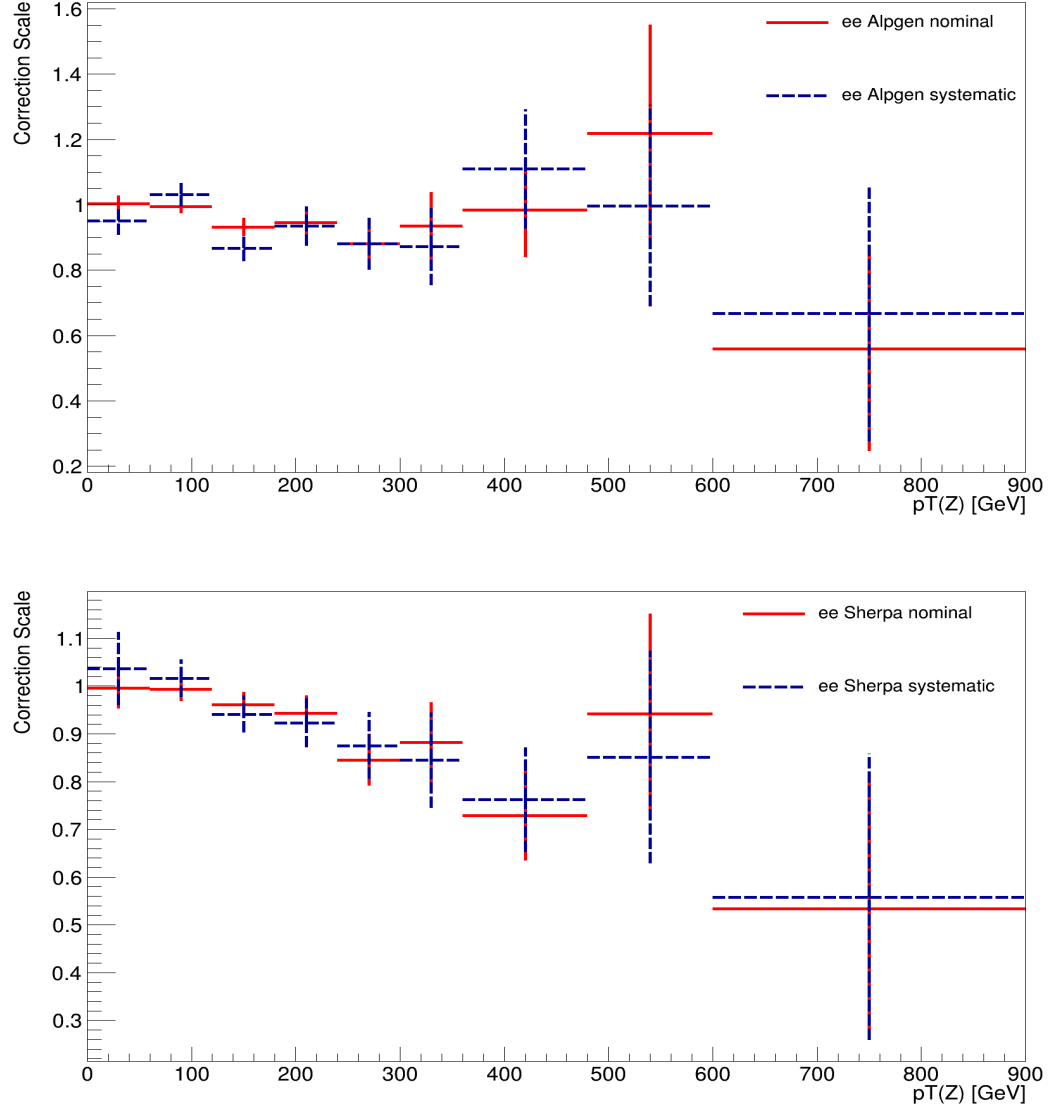 Correction Scale
1.6
1.4
1.2
1
0.8
0.6
0.4
0.2
ee Alpgen nominal
ee Alpgen systematic
0 100 200 300 400 500 600 700 800 900
pT(Z) [GeV]
Correction Scale
1.1
1
0.9
0.8
0.7
0.6
0.5
0.4
0.3
ee Sherpa nominal
ee Sherpa systematic
0 100 200 300 400 500 600 700 800 900
pT(Z) [GeV]